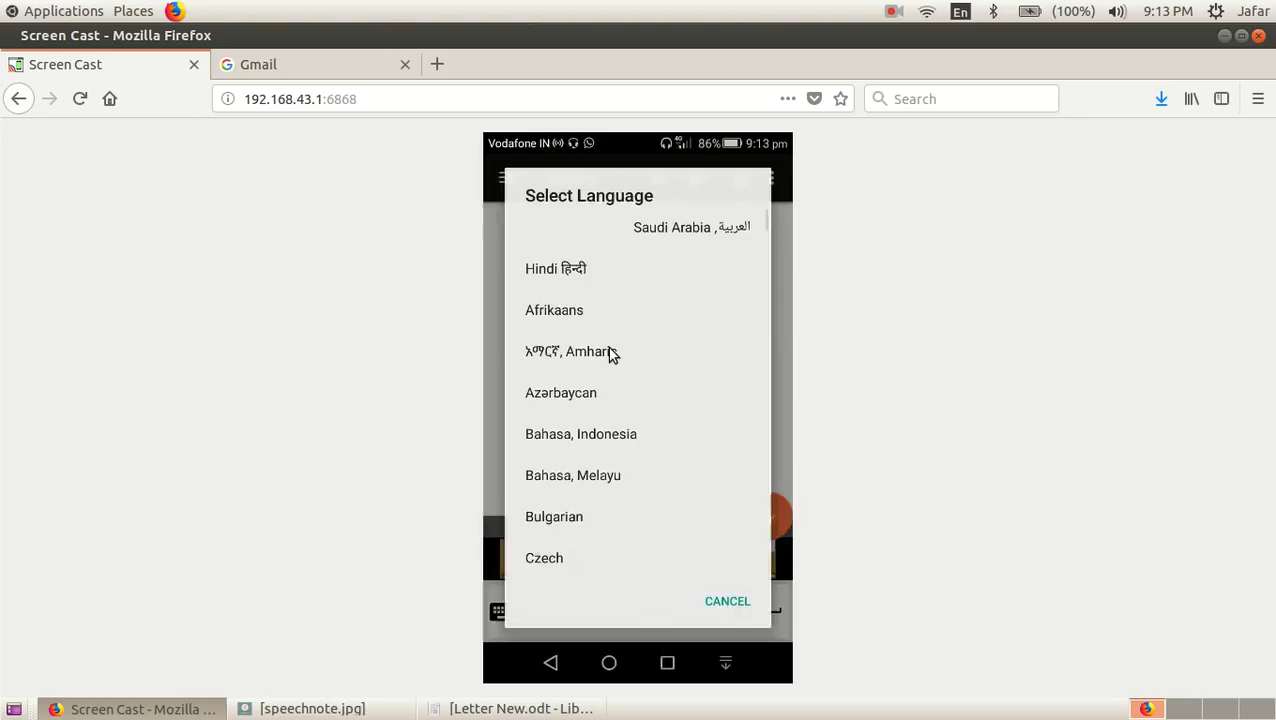 Applications Places En (100%) 9:13 PM Jafar
Screen Cast - Mozilla Firefox
Screen Cast Gmail
192.168.43.1:6868 Search
Vodafone IN 4G 86% 9:13 pm
Select Language
العربية, Saudi Arabia
Hindi हिन्दी
Afrikaans
አማርኛ, Amharic
Azərbaycan
Bahasa, Indonesia
Bahasa, Melayu
Bulgarian
Czech
CANCEL
Screen Cast - Mozilla ... [speechnote.jpg] [Letter New.odt - Lib...